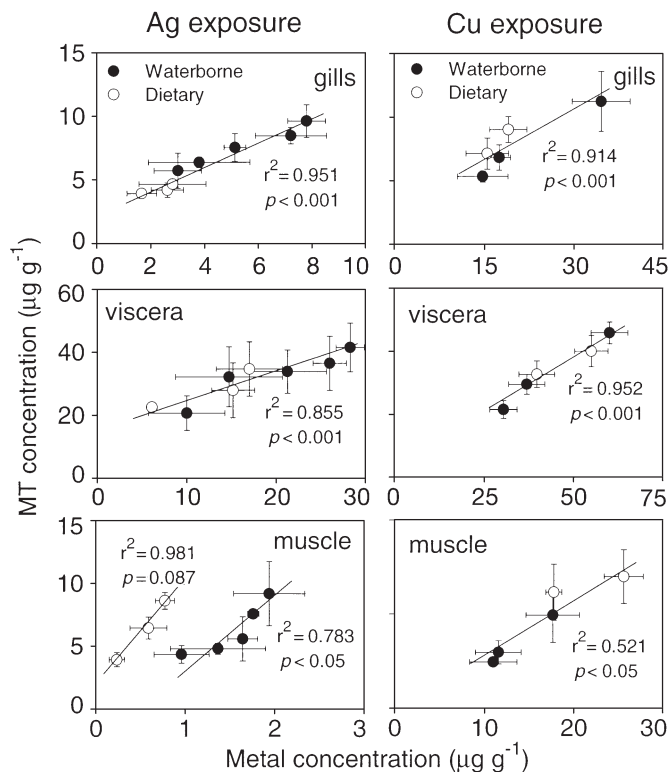 Ag exposure
Cu exposure
15
10
5
0
Waterborne
Dietary
gills
r² = 0.951
p < 0.001
0 2 4 6 8 10
Waterborne
Dietary
gills
r² = 0.914
p < 0.001
0 15 30 45
60
40
20
0
viscera
r² = 0.855
p < 0.001
0 10 20 30
viscera
r² = 0.952
p < 0.001
0 25 50 75
15
10
5
0
muscle
r² = 0.981
p = 0.087
r² = 0.783
p < 0.05
0 1 2 3
muscle
r² = 0.521
p < 0.05
0 10 20 30
MT concentration (µg g⁻¹)
Metal concentration (µg g⁻¹)